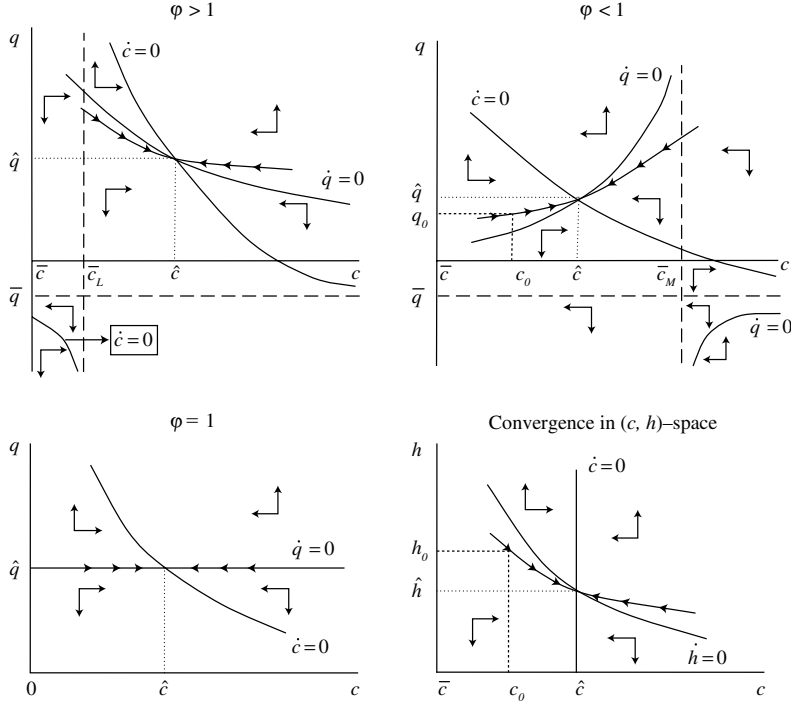 φ > 1
q
ċ = 0
q̂
q̇ = 0
c̄
c̄_L
ĉ
c
q̄
ċ = 0
φ < 1
q
q̇ = 0
ċ = 0
q̂
q₀
c̄
c₀
ĉ
c̄_M
c
q̄
q̇ = 0
φ = 1
q
q̇ = 0
q̂
ċ = 0
0
ĉ
c
Convergence in (c, h)–space
h
ċ = 0
h₀
ĥ
ḣ = 0
c̄
c₀
ĉ
c